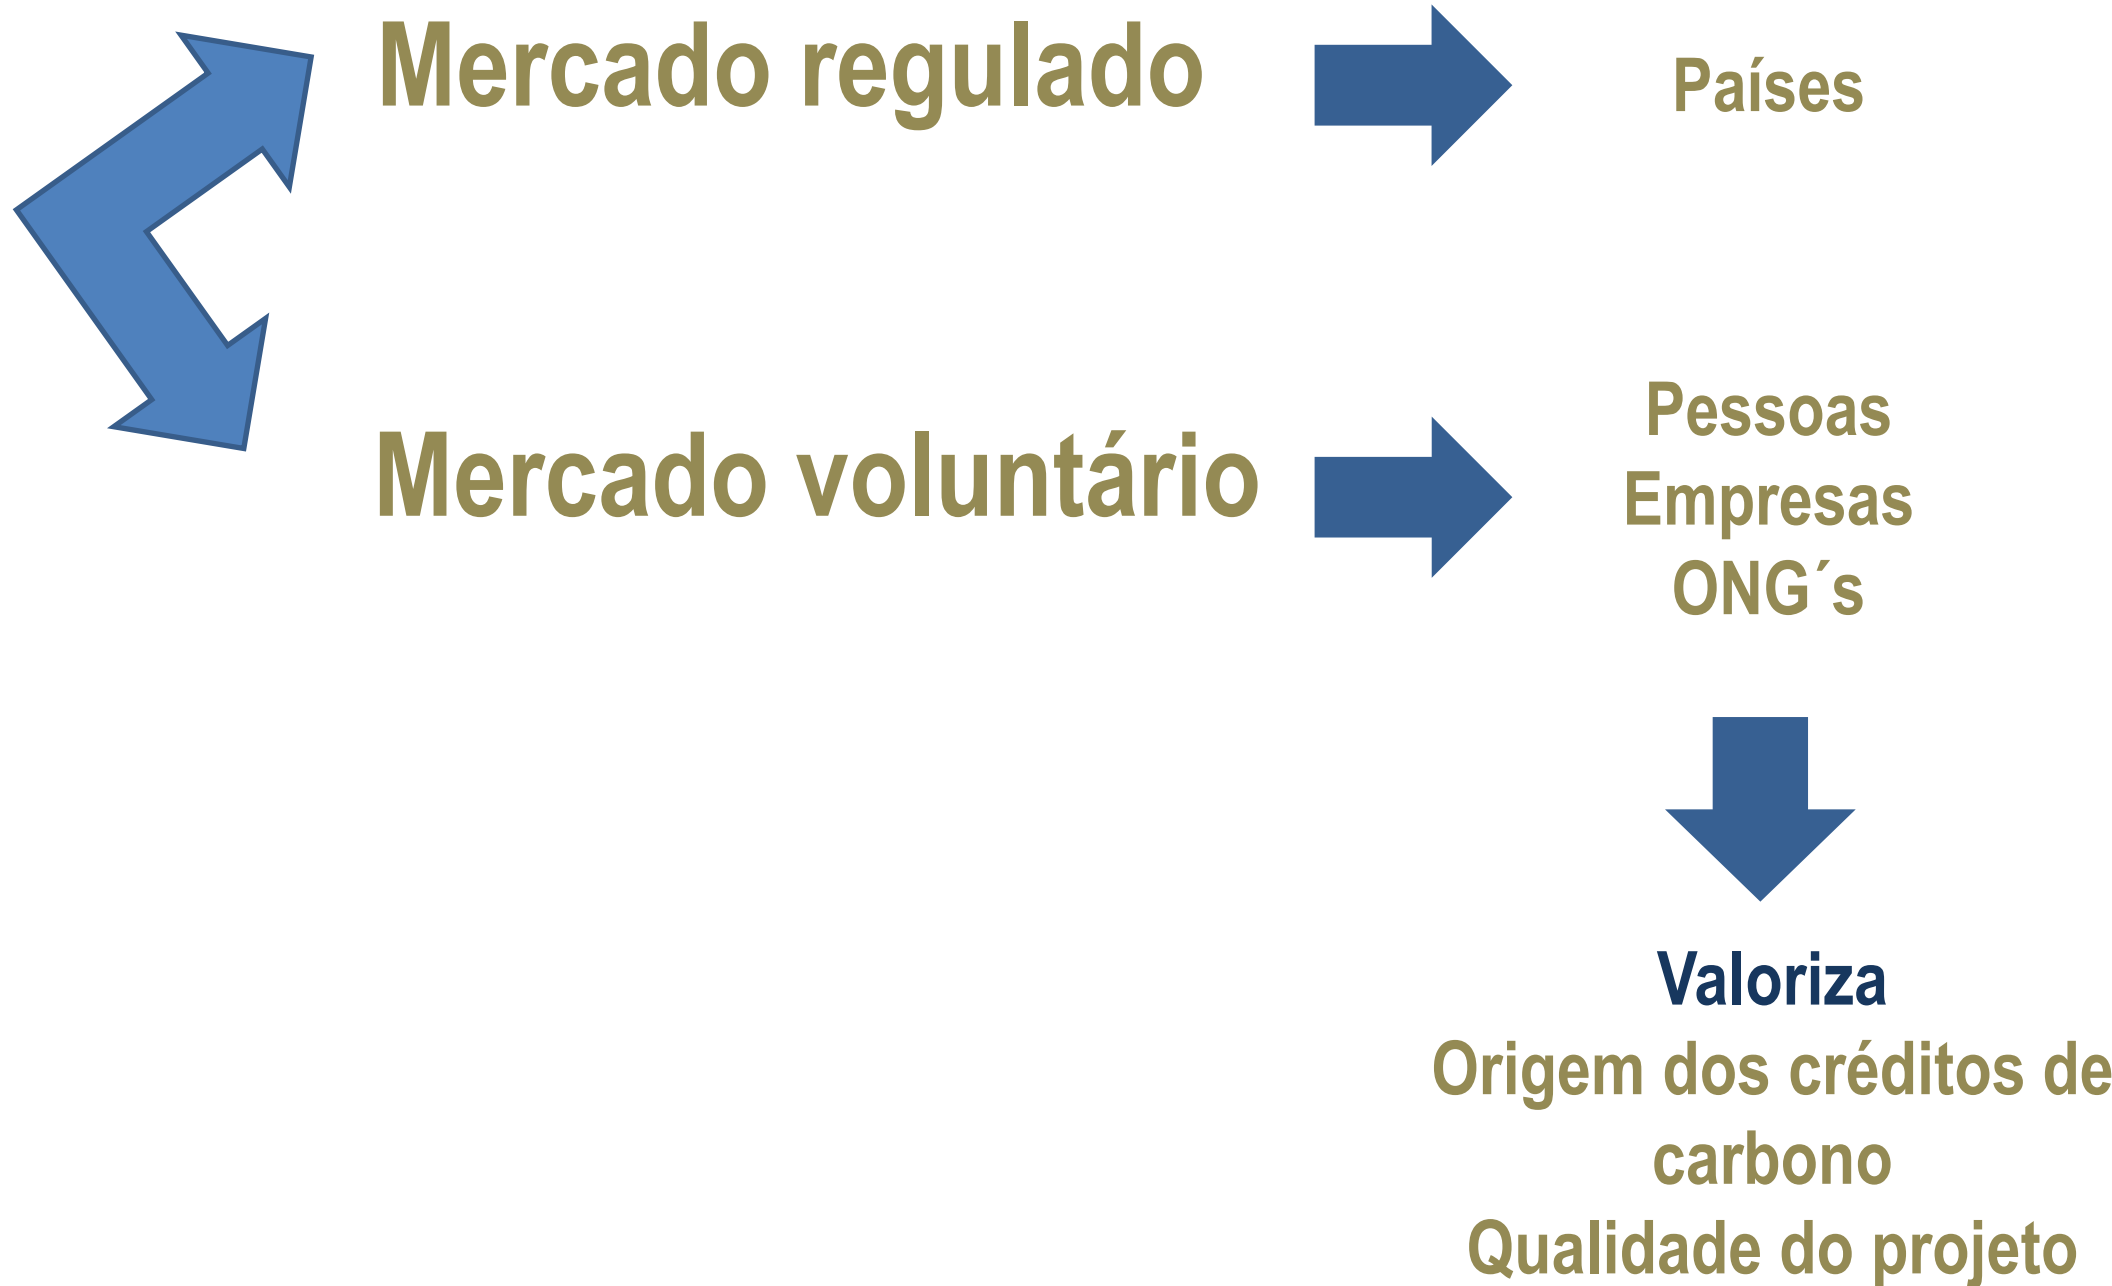 Mercado regulado
Países
Mercado voluntário
Pessoas
Empresas
ONG´s
Valoriza
Origem dos créditos de
carbono
Qualidade do projeto